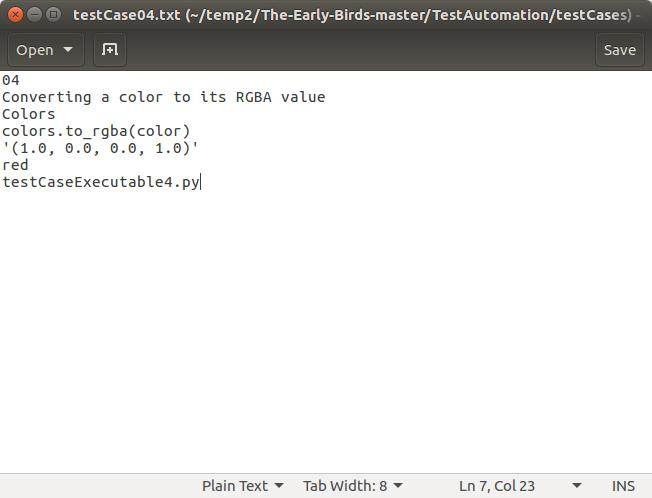 testCase04.txt (~/temp2/The-Early-Birds-master/TestAutomation/testCases) -
Open
Save
04
Converting a color to its RGBA value
Colors
colors.to_rgba(color)
'(1.0, 0.0, 0.0, 1.0)'
red
testCaseExecutable4.py
Plain Text Tab Width: 8 Ln 7, Col 23 INS